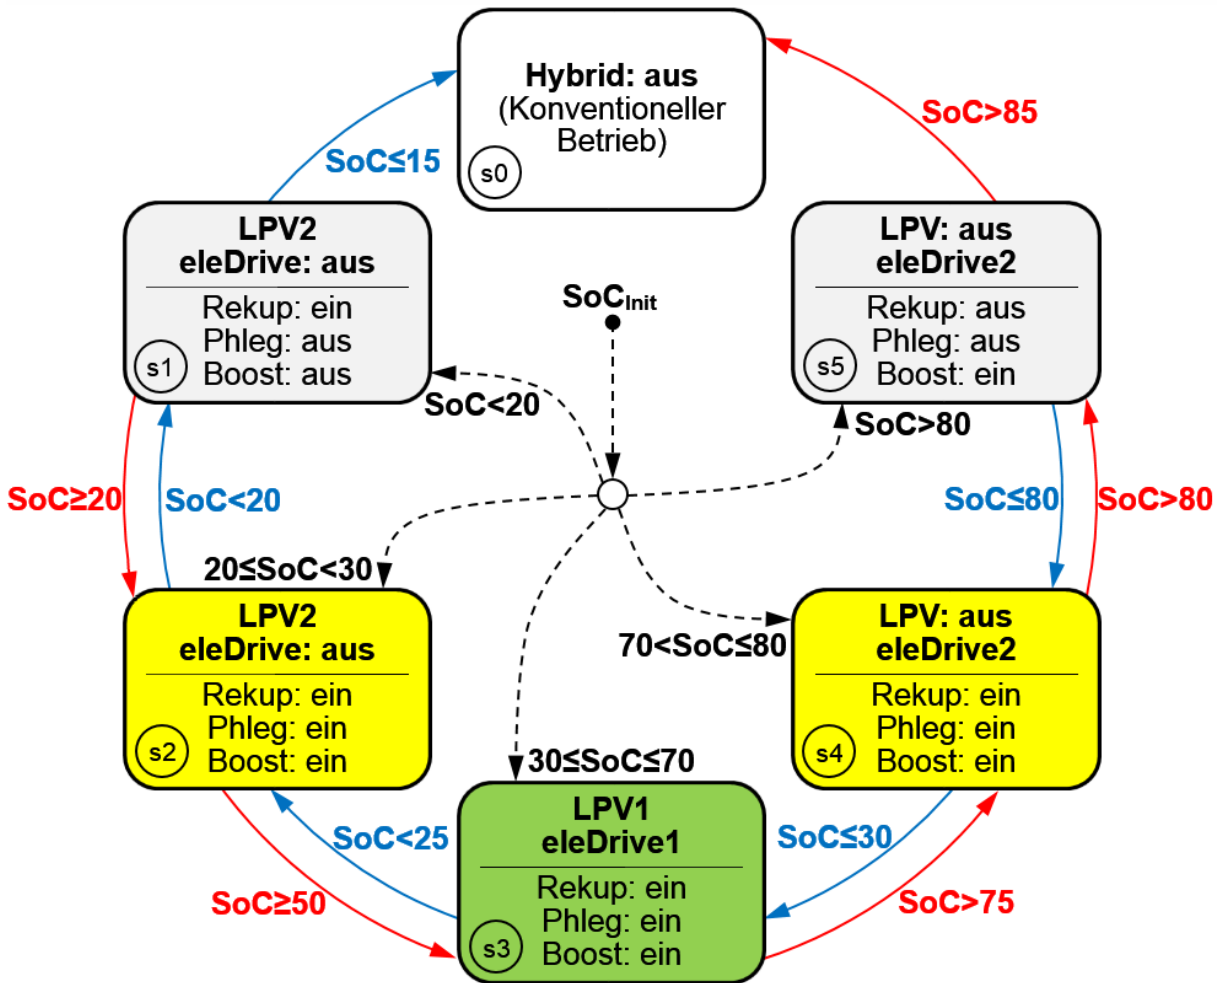 Hybrid: aus
(Konventioneller
Betrieb)
s0
SoC>85
SoC≤15
LPV2
eleDrive: aus
Rekup: ein
Phleg: aus
Boost: aus
s1
LPV: aus
eleDrive2
Rekup: aus
Phleg: aus
Boost: ein
s5
SoCInit
SoC<20
SoC>80
SoC≥20
SoC<20
SoC≤80
SoC>80
20≤SoC<30
70<SoC≤80
LPV2
eleDrive: aus
Rekup: ein
Phleg: ein
Boost: ein
s2
LPV: aus
eleDrive2
Rekup: ein
Phleg: ein
Boost: ein
s4
30≤SoC≤70
LPV1
eleDrive1
Rekup: ein
Phleg: ein
Boost: ein
s3
SoC<25
SoC≤30
SoC≥50
SoC>75